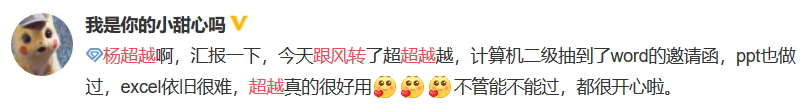 我是你的小甜心吗
杨超越啊，汇报一下，今天跟风转了超超越越，计算机二级抽到了word的邀请函，ppt也做
过，excel依旧很难，超越真的很好用不管能不能过，都很开心啦。